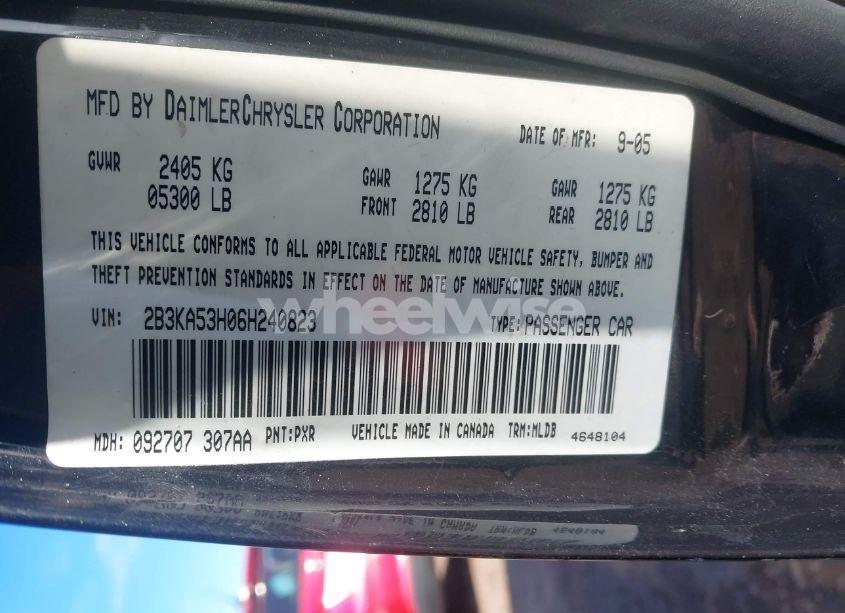 MFD BY DAIMLERCHRYSLER CORPORATION DATE OF MFR: 9-05
GVWR 2405 KG GAWR 1275 KG GAWR 1275 KG
05300 LB FRONT 2810 LB REAR 2810 LB
THIS VEHICLE CONFORMS TO ALL APPLICABLE FEDERAL MOTOR VEHICLE SAFETY, BUMPER AND
THEFT PREVENTION STANDARDS IN EFFECT ON THE DATE OF MANUFACTURE SHOWN ABOVE.
wheelwise
VIN: 2B3KA53H06H240823 TYPE: PASSENGER CAR
MDH: 092707 307AA PNT:PXR VEHICLE MADE IN CANADA TRM:MLDB 4648104